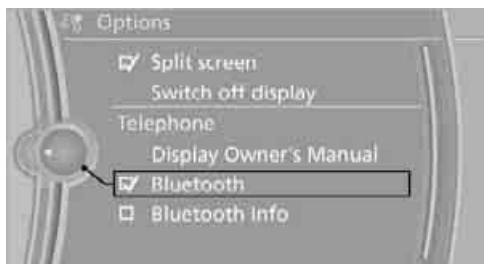 Options
Split screen
Switch off display
Telephone
Display Owner's Manual
Bluetooth
Bluetooth Info